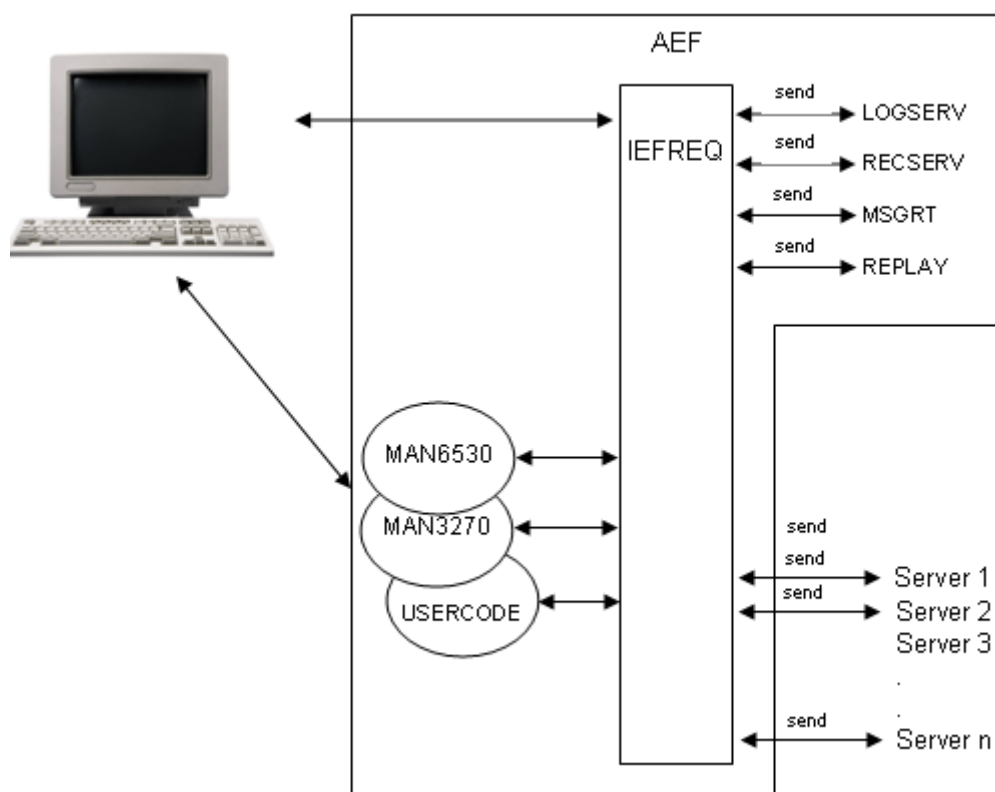 AEF
IEFREQ
send
LOGSERV
send
RECSERV
send
MSGRT
send
REPLAY
MAN6530
MAN3270
USERCODE
send
send
Server 1
send
Server 2
Server 3
.
.
send
Server n